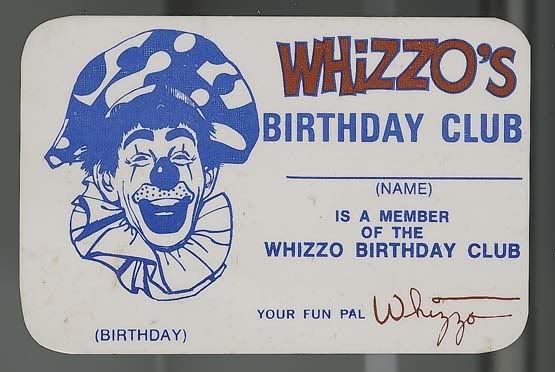 WHiZZO'S
BIRTHDAY CLUB
(NAME)
IS A MEMBER
OF THE
WHIZZO BIRTHDAY CLUB
YOUR FUN PAL Whizzo
(BIRTHDAY)